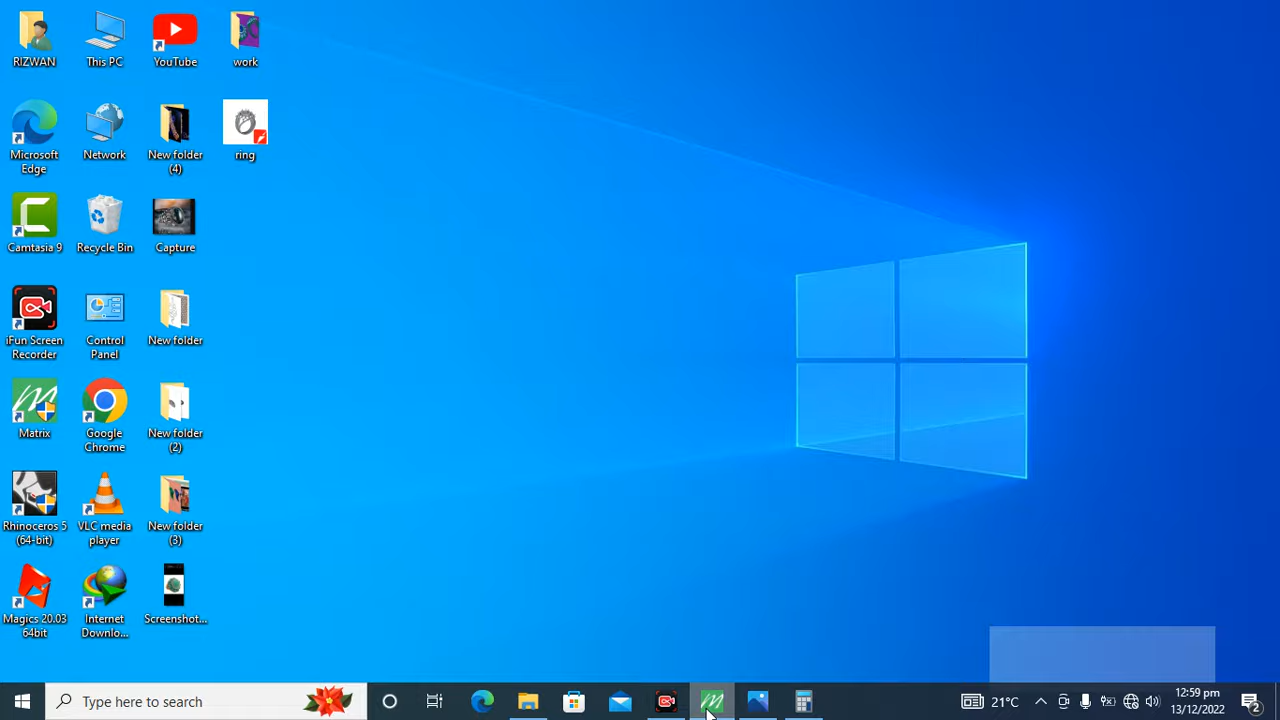 RIZWAN
This PC
YouTube
work
Microsoft
Edge
Network
New folder
(4)
ring
Camtasia 9
Recycle Bin
Capture
iFun Screen
Recorder
Control
Panel
New folder
Matrix
Google
Chrome
New folder
(2)
Rhinoceros 5
(64-bit)
VLC media
player
New folder
(3)
Magics 20.03
64bit
Internet
Downlo...
Screenshot...
Type here to search
21°C
12:59 pm
13/12/2022
2